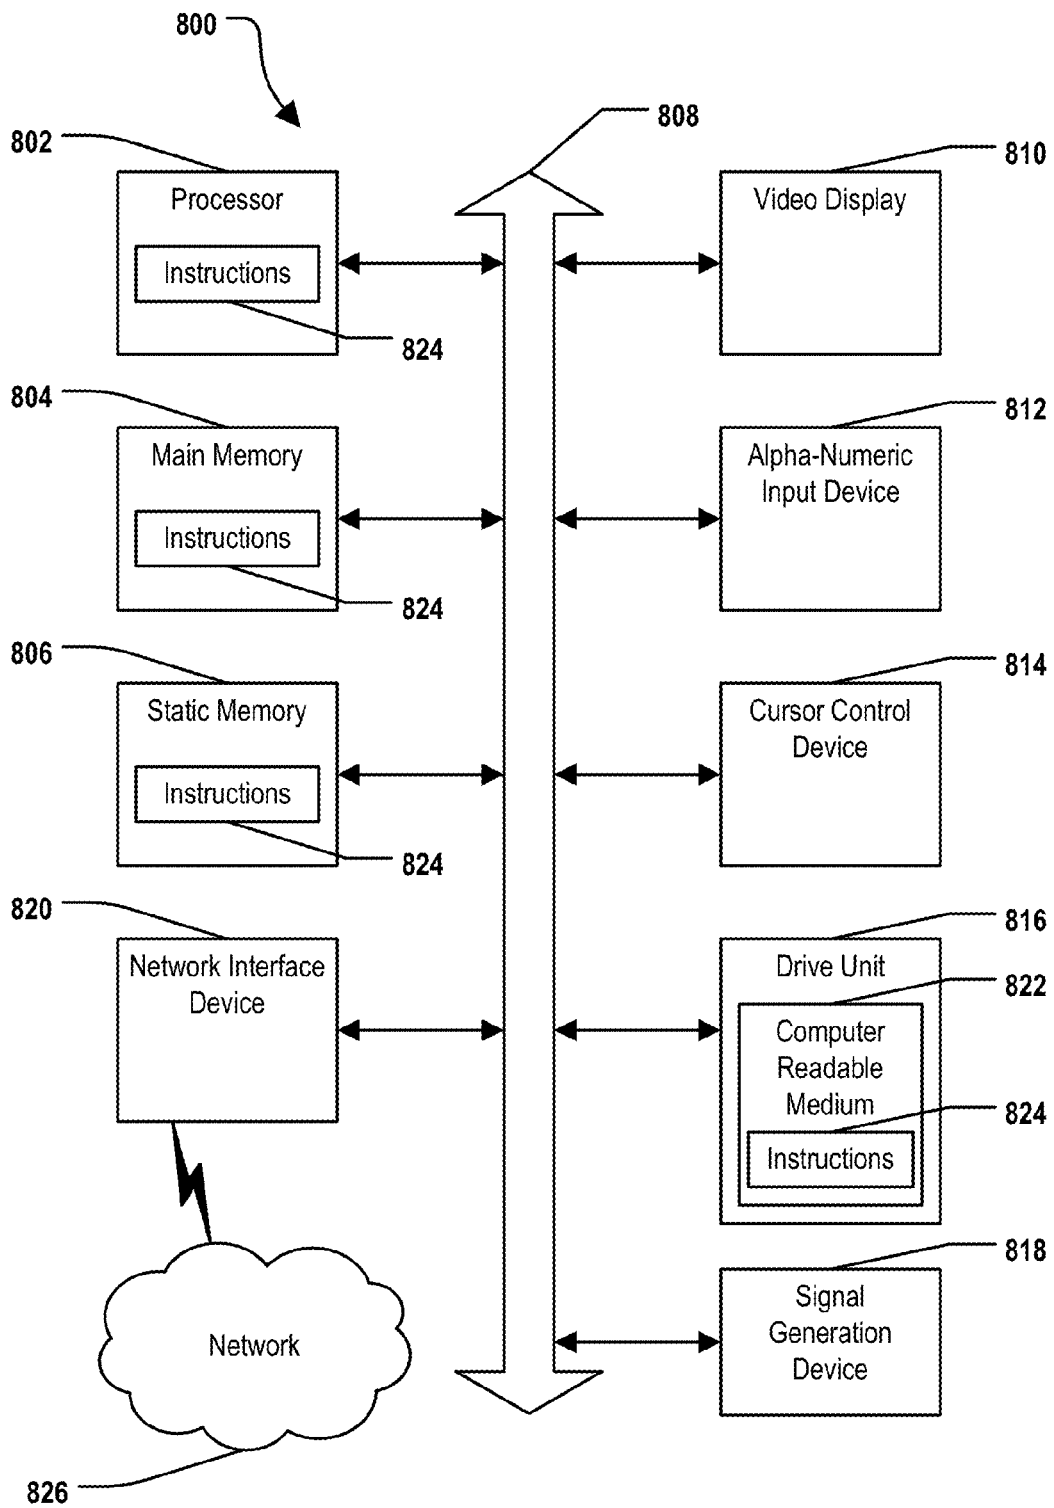 800
808
802
Processor
Instructions
824
810
Video Display
804
Main Memory
Instructions
824
812
Alpha-Numeric
Input Device
806
Static Memory
Instructions
824
814
Cursor Control
Device
820
Network Interface
Device
816
Drive Unit
822
Computer
Readable
Medium
824
Instructions
Network
826
818
Signal
Generation
Device